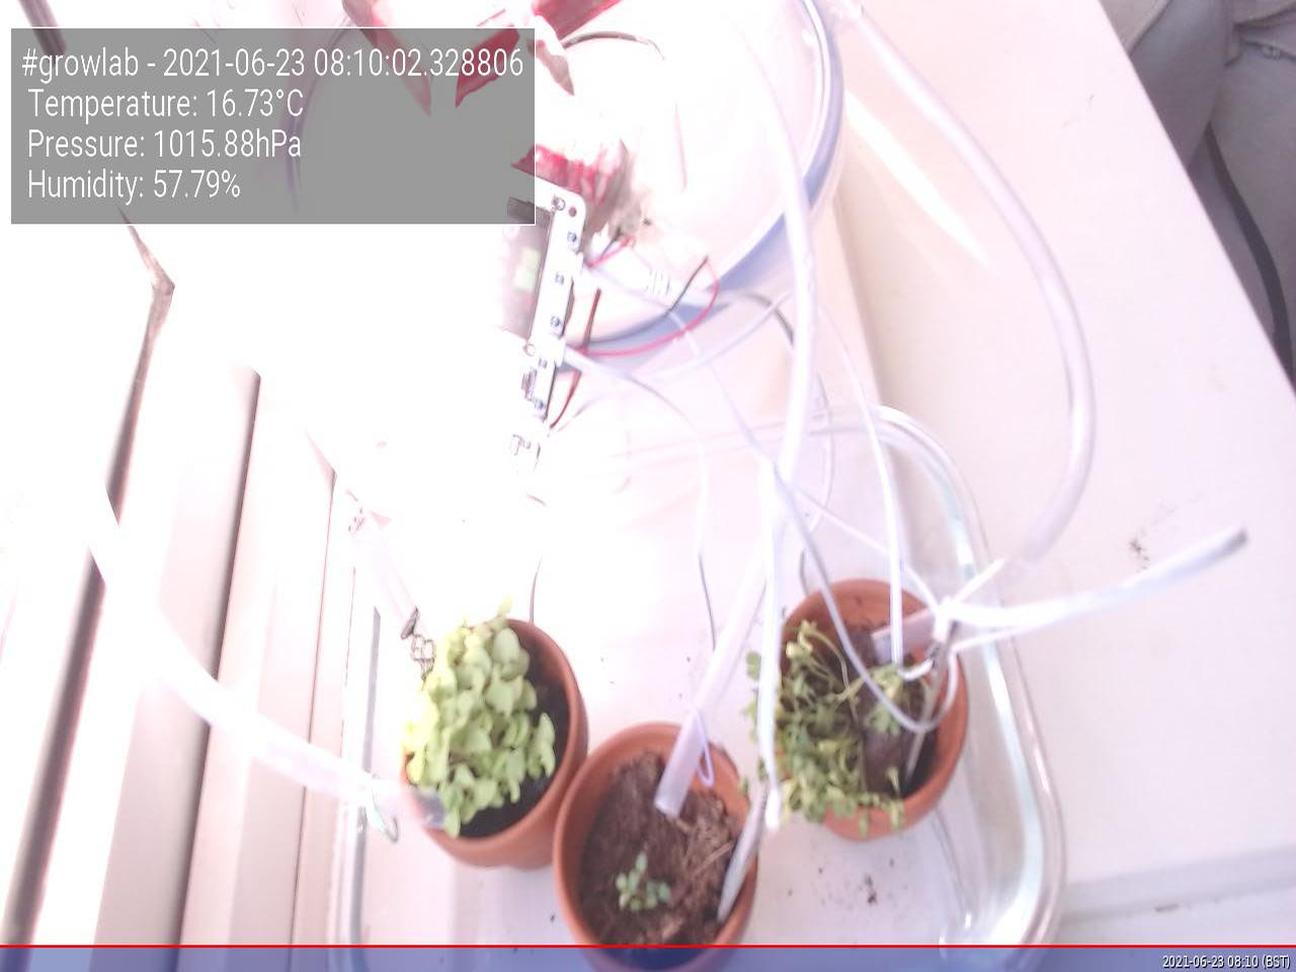 #growlab - 2021-06-23 08:10:02.328806
Temperature: 16.73°C
Pressure: 1015.88hPa
Humidity: 57.79%
2021-06-23 08:10 (BST)